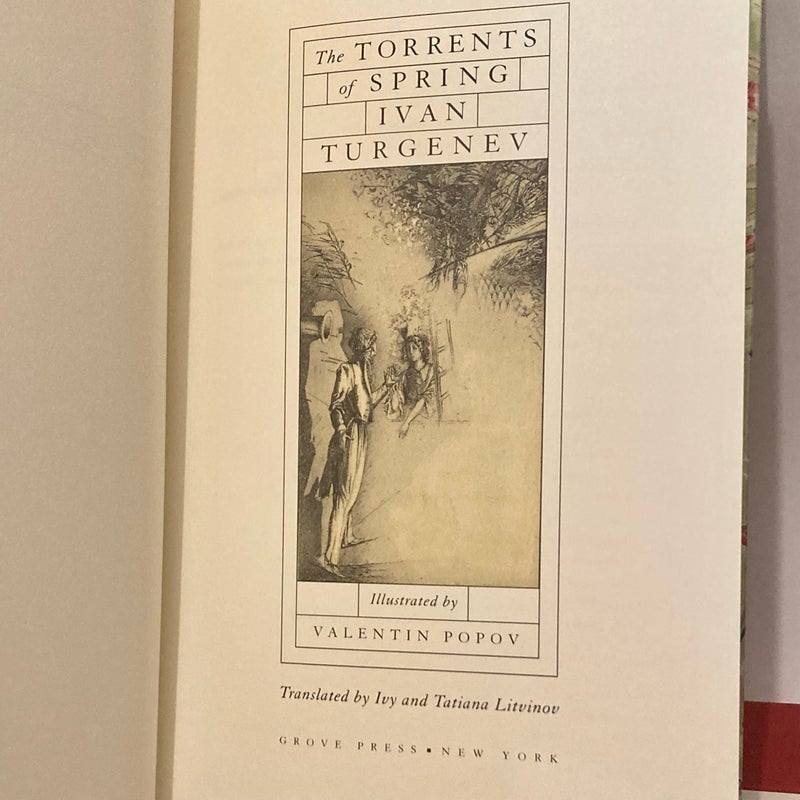 The TORRENTS
of SPRING
IVAN
TURGENEV
Illustrated by
VALENTIN POPOV
Translated by Ivy and Tatiana Litvinov
GROVE PRESS ▪ NEW YORK